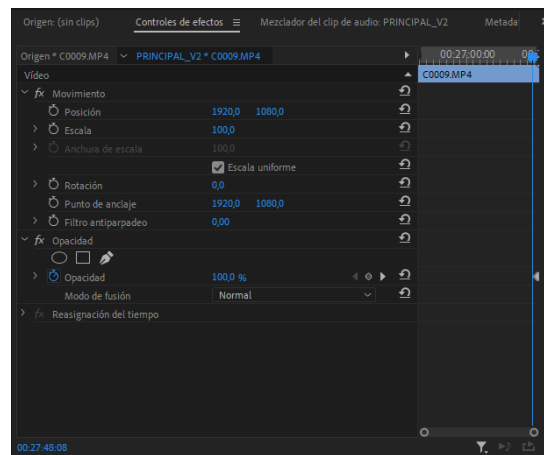 Origen: (sin clips) Controles de efectos Mezclador del clip de audio: PRINCIPAL_V2 Metada
Origen * C0009.MP4 PRINCIPAL_V2 * C0009.MP4 00:27:00:00
Vídeo C0009.MP4
fx Movimiento
Posición 1920,0 1080,0
Escala 100,0
Anchura de escala 100,0
Escala uniforme
Rotación 0,0
Punto de anclaje 1920,0 1080,0
Filtro antiparpadeo 0,00
fx Opacidad
Opacidad 100,0 %
Modo de fusión Normal
fx Reasignación del tiempo
00:27:48:08